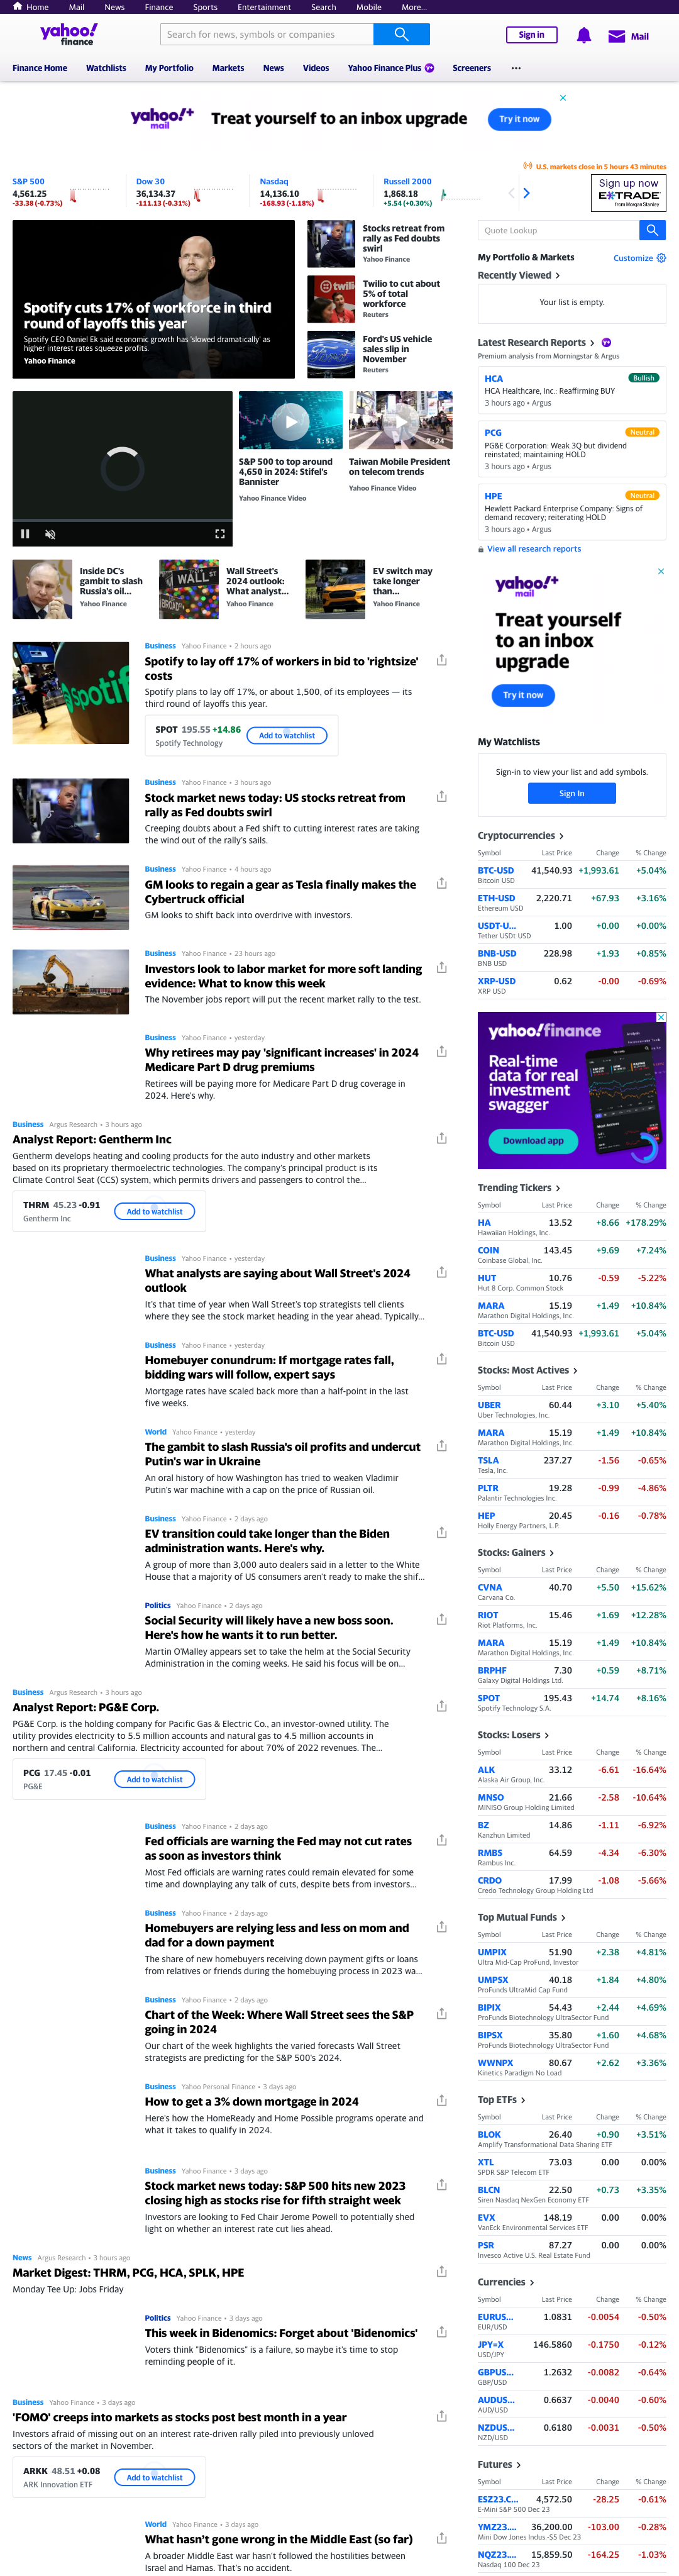 Home Mail News Finance Sports Entertainment Search Mobile More...
yahoo!
finance
Search for news, symbols or companies
Sign in
Mail
Finance Home Watchlists My Portfolio Markets News Videos Yahoo Finance Plus Screeners ...
yahoo!+
mail
Treat yourself to an inbox upgrade
Try it now
U.S. markets close in 5 hours 43 minutes
S&P 500
4,561.25
-33.38 (-0.73%)
Dow 30
36,134.37
-111.13 (-0.31%)
Nasdaq
14,136.10
-168.93 (-1.18%)
Russell 2000
1,868.18
+5.54 (+0.30%)
Sign up now
E*TRADE
from Morgan Stanley
Spotify cuts 17% of workforce in third
round of layoffs this year
Spotify CEO Daniel Ek said economic growth has 'slowed dramatically' as
higher interest rates squeeze profits.
Yahoo Finance
Stocks retreat from
rally as Fed doubts
swirl
Yahoo Finance
Twilio to cut about
5% of total
workforce
Reuters
Ford's US vehicle
sales slip in
November
Reuters
3:53
S&P 500 to top around
4,650 in 2024: Stifel's
Bannister
Yahoo Finance Video
7:24
Taiwan Mobile President
on telecom trends
Yahoo Finance Video
Inside DC's
gambit to slash
Russia's oil...
Yahoo Finance
WALL ST
BROAD
Wall Street's
2024 outlook:
What analyst...
Yahoo Finance
EV switch may
take longer
than...
Yahoo Finance
Business Yahoo Finance • 2 hours ago
Spotify to lay off 17% of workers in bid to 'rightsize'
costs
Spotify plans to lay off 17%, or about 1,500, of its employees — its
third round of layoffs this year.
SPOT 195.55 +14.86
Spotify Technology
Add to watchlist
Business Yahoo Finance • 3 hours ago
Stock market news today: US stocks retreat from
rally as Fed doubts swirl
Creeping doubts about a Fed shift to cutting interest rates are taking
the wind out of the rally's sails.
Business Yahoo Finance • 4 hours ago
GM looks to regain a gear as Tesla finally makes the
Cybertruck official
GM looks to shift back into overdrive with investors.
Business Yahoo Finance • 23 hours ago
Investors look to labor market for more soft landing
evidence: What to know this week
The November jobs report will put the recent market rally to the test.
Business Yahoo Finance • yesterday
Why retirees may pay 'significant increases' in 2024
Medicare Part D drug premiums
Retirees will be paying more for Medicare Part D drug coverage in
2024. Here's why.
Business Argus Research • 3 hours ago
Analyst Report: Gentherm Inc
Gentherm develops heating and cooling products for the auto industry and other markets
based on its proprietary thermoelectric technologies. The company's principal product is its
Climate Control Seat (CCS) system, which permits drivers and passengers to control the...
THRM 45.23 -0.91
Gentherm Inc
Add to watchlist
Business Yahoo Finance • yesterday
What analysts are saying about Wall Street's 2024
outlook
It's that time of year when Wall Street's top strategists tell clients
where they see the stock market heading in the year ahead. Typically...
Business Yahoo Finance • yesterday
Homebuyer conundrum: If mortgage rates fall,
bidding wars will follow, expert says
Mortgage rates have scaled back more than a half-point in the last
five weeks.
World Yahoo Finance • yesterday
The gambit to slash Russia's oil profits and undercut
Putin's war in Ukraine
An oral history of how Washington has tried to weaken Vladimir
Putin's war machine with a cap on the price of Russian oil.
Business Yahoo Finance • 2 days ago
EV transition could take longer than the Biden
administration wants. Here's why.
A group of more than 3,000 auto dealers said in a letter to the White
House that a majority of US consumers aren't ready to make the shif...
Politics Yahoo Finance • 2 days ago
Social Security will likely have a new boss soon.
Here's how he wants it to run better.
Martin O'Malley appears set to take the helm at the Social Security
Administration in the coming weeks. He said his focus will be on...
Business Argus Research • 3 hours ago
Analyst Report: PG&E Corp.
PG&E Corp. is the holding company for Pacific Gas & Electric Co., an investor-owned utility. The
utility provides electricity to 5.5 million accounts and natural gas to 4.5 million accounts in
northern and central California. Electricity accounted for about 70% of 2022 revenues. The...
PCG 17.45 -0.01
PG&E
Add to watchlist
Business Yahoo Finance • 2 days ago
Fed officials are warning the Fed may not cut rates
as soon as investors think
Most Fed officials are warning rates could remain elevated for some
time and downplaying any talk of cuts, despite bets from investors...
Business Yahoo Finance • 2 days ago
Homebuyers are relying less and less on mom and
dad for a down payment
The share of new homebuyers receiving down payment gifts or loans
from relatives or friends during the homebuying process in 2023 wa...
Business Yahoo Finance • 2 days ago
Chart of the Week: Where Wall Street sees the S&P
going in 2024
Our chart of the week highlights the varied forecasts Wall Street
strategists are predicting for the S&P 500's 2024.
Business Yahoo Personal Finance • 3 days ago
How to get a 3% down mortgage in 2024
Here's how the HomeReady and Home Possible programs operate and
what it takes to qualify in 2024.
Business Yahoo Finance • 3 days ago
Stock market news today: S&P 500 hits new 2023
closing high as stocks rise for fifth straight week
Investors are looking to Fed Chair Jerome Powell to potentially shed
light on whether an interest rate cut lies ahead.
News Argus Research • 3 hours ago
Market Digest: THRM, PCG, HCA, SPLK, HPE
Monday Tee Up: Jobs Friday
Politics Yahoo Finance • 3 days ago
This week in Bidenomics: Forget about 'Bidenomics'
Voters think "Bidenomics" is a failure, so maybe it's time to stop
reminding people of it.
Business Yahoo Finance • 3 days ago
'FOMO' creeps into markets as stocks post best month in a year
Investors afraid of missing out on an interest rate-driven rally piled into previously unloved
sectors of the market in November.
ARKK 48.51 +0.08
ARK Innovation ETF
Add to watchlist
World Yahoo Finance • 3 days ago
What hasn't gone wrong in the Middle East (so far)
A broader Middle East war hasn't followed the hostilities between
Israel and Hamas. That's no accident.
Quote Lookup
My Portfolio & Markets Customize
Recently Viewed
Your list is empty.
Latest Research Reports
Premium analysis from Morningstar & Argus
HCA Bullish
HCA Healthcare, Inc.: Reaffirming BUY
3 hours ago • Argus
PCG Neutral
PG&E Corporation: Weak 3Q but dividend
reinstated; maintaining HOLD
3 hours ago • Argus
HPE Neutral
Hewlett Packard Enterprise Company: Signs of
demand recovery; reiterating HOLD
3 hours ago • Argus
View all research reports
yahoo!+
mail
Treat yourself
to an inbox
upgrade
Try it now
My Watchlists
Sign-in to view your list and add symbols.
Sign In
Cryptocurrencies
Symbol Last Price Change % Change
BTC-USD 41,540.93 +1,993.61 +5.04%
Bitcoin USD
ETH-USD 2,220.71 +67.93 +3.16%
Ethereum USD
USDT-U... 1.00 +0.00 +0.00%
Tether USDt USD
BNB-USD 228.98 +1.93 +0.85%
BNB USD
XRP-USD 0.62 -0.00 -0.69%
XRP USD
yahoo!finance
Real-time
data for real
investment
swagger
Download app
Trending Tickers
Symbol Last Price Change % Change
HA 13.52 +8.66 +178.29%
Hawaiian Holdings, Inc.
COIN 143.45 +9.69 +7.24%
Coinbase Global, Inc.
HUT 10.76 -0.59 -5.22%
Hut 8 Corp. Common Stock
MARA 15.19 +1.49 +10.84%
Marathon Digital Holdings, Inc.
BTC-USD 41,540.93 +1,993.61 +5.04%
Bitcoin USD
Stocks: Most Actives
Symbol Last Price Change % Change
UBER 60.44 +3.10 +5.40%
Uber Technologies, Inc.
MARA 15.19 +1.49 +10.84%
Marathon Digital Holdings, Inc.
TSLA 237.27 -1.56 -0.65%
Tesla, Inc.
PLTR 19.28 -0.99 -4.86%
Palantir Technologies Inc.
HEP 20.45 -0.16 -0.78%
Holly Energy Partners, L.P.
Stocks: Gainers
Symbol Last Price Change % Change
CVNA 40.70 +5.50 +15.62%
Carvana Co.
RIOT 15.46 +1.69 +12.28%
Riot Platforms, Inc.
MARA 15.19 +1.49 +10.84%
Marathon Digital Holdings, Inc.
BRPHF 7.30 +0.59 +8.71%
Galaxy Digital Holdings Ltd.
SPOT 195.43 +14.74 +8.16%
Spotify Technology S.A.
Stocks: Losers
Symbol Last Price Change % Change
ALK 33.12 -6.61 -16.64%
Alaska Air Group, Inc.
MNSO 21.66 -2.58 -10.64%
MINISO Group Holding Limited
BZ 14.86 -1.11 -6.92%
Kanzhun Limited
RMBS 64.59 -4.34 -6.30%
Rambus Inc.
CRDO 17.99 -1.08 -5.66%
Credo Technology Group Holding Ltd
Top Mutual Funds
Symbol Last Price Change % Change
UMPIX 51.90 +2.38 +4.81%
Ultra Mid-Cap ProFund, Investor
UMPSX 40.18 +1.84 +4.80%
ProFunds UltraMid Cap Fund
BIPIX 54.43 +2.44 +4.69%
ProFunds Biotechnology UltraSector Fund
BIPSX 35.80 +1.60 +4.68%
ProFunds Biotechnology UltraSector Fund
WWNPX 80.67 +2.62 +3.36%
Kinetics Paradigm No Load
Top ETFs
Symbol Last Price Change % Change
BLOK 26.40 +0.90 +3.51%
Amplify Transformational Data Sharing ETF
XTL 73.03 0.00 0.00%
SPDR S&P Telecom ETF
BLCN 22.50 +0.73 +3.35%
Siren Nasdaq NexGen Economy ETF
EVX 148.19 0.00 0.00%
VanEck Environmental Services ETF
PSR 87.27 0.00 0.00%
Invesco Active U.S. Real Estate Fund
Currencies
Symbol Last Price Change % Change
EURUS... 1.0831 -0.0054 -0.50%
EUR/USD
JPY=X 146.5860 -0.1750 -0.12%
USD/JPY
GBPUS... 1.2632 -0.0082 -0.64%
GBP/USD
AUDUS... 0.6637 -0.0040 -0.60%
AUD/USD
NZDUS... 0.6180 -0.0031 -0.50%
NZD/USD
Futures
Symbol Last Price Change % Change
ESZ23.C... 4,572.50 -28.25 -0.61%
E-Mini S&P 500 Dec 23
YMZ23.... 36,200.00 -103.00 -0.28%
Mini Dow Jones Indus.-$5 Dec 23
NQZ23.... 15,859.50 -164.25 -1.03%
Nasdaq 100 Dec 23